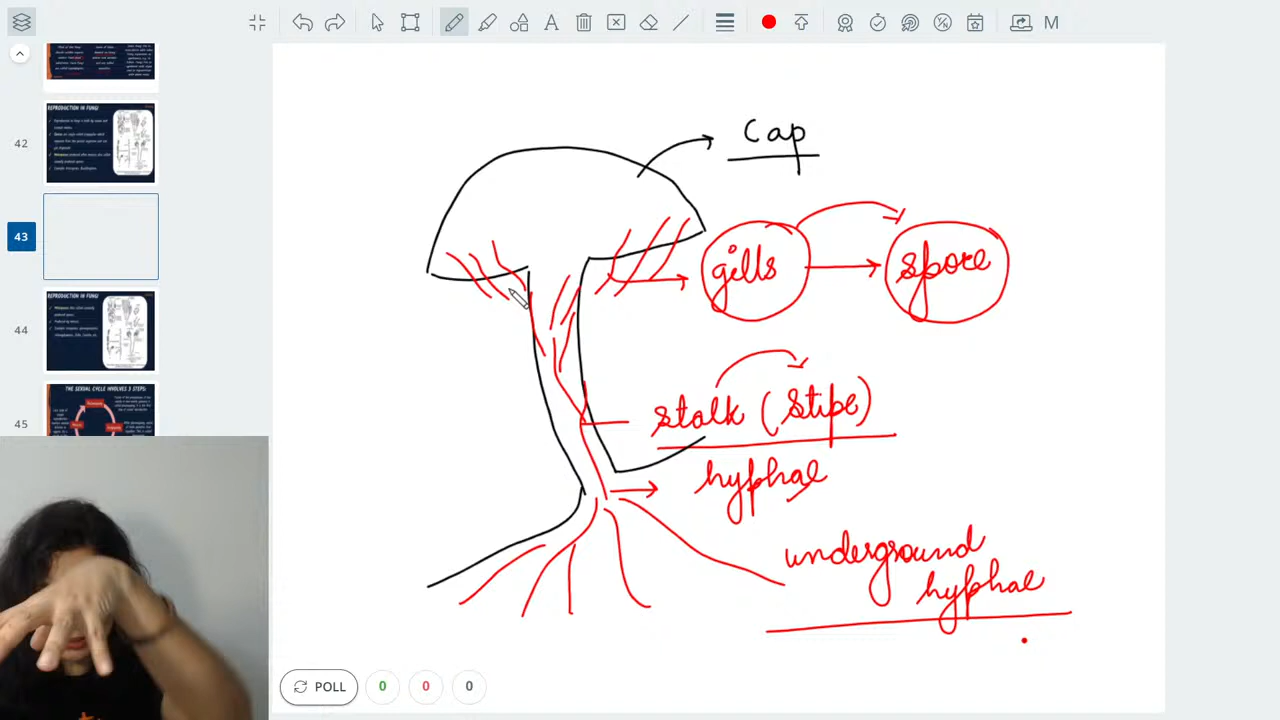 M
42
REPRODUCTION IN FUNGI
43
44
REPRODUCTION IN FUNGI
45
THE SEXUAL CYCLE INVOLVES 3 STEPS:
Cap
gills
spore
stalk (Stipe)
hyphae
underground
hyphae
POLL
0
0
0